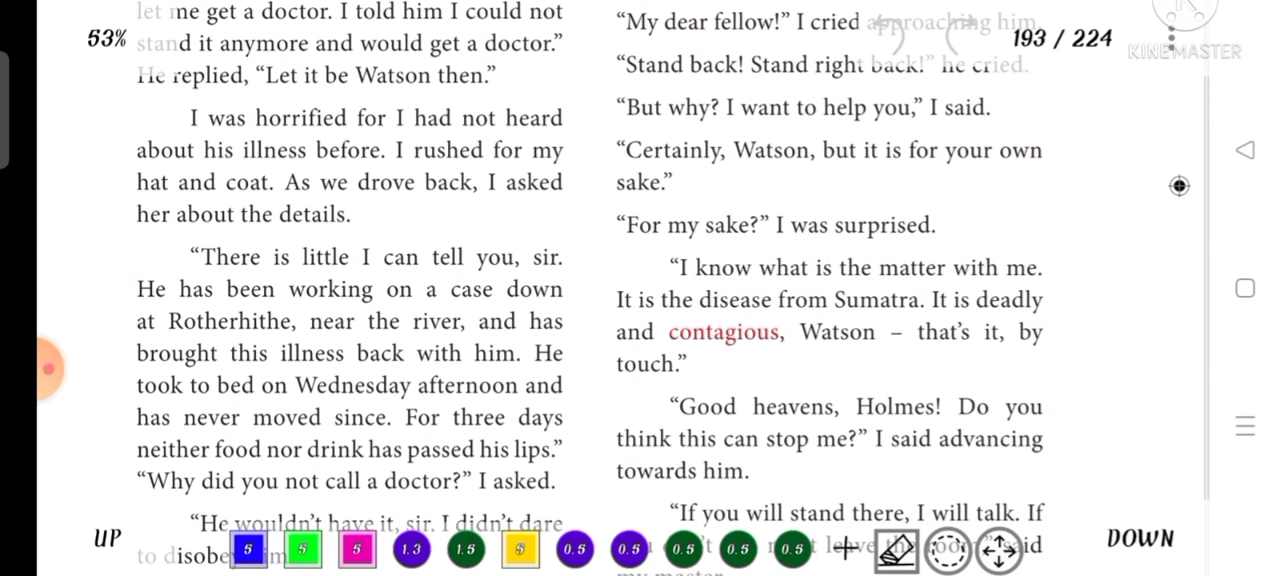 let me get a doctor. I told him I could not
stand it anymore and would get a doctor.”
He replied, “Let it be Watson then.”
I was horrified for I had not heard
about his illness before. I rushed for my
hat and coat. As we drove back, I asked
her about the details.
“There is little I can tell you, sir.
He has been working on a case down
at Rotherhithe, near the river, and has
brought this illness back with him. He
took to bed on Wednesday afternoon and
has never moved since. For three days
neither food nor drink has passed his lips.”
“Why did you not call a doctor?” I asked.
“He wouldn’t have it, sir. I didn’t dare
to disobey
“My dear fellow!” I cried approaching him.
“Stand back! Stand right back!” he cried.
“But why? I want to help you,” I said.
“Certainly, Watson, but it is for your own
sake.”
“For my sake?” I was surprised.
“I know what is the matter with me.
It is the disease from Sumatra. It is deadly
and contagious, Watson – that’s it, by
touch.”
“Good heavens, Holmes! Do you
think this can stop me?” I said advancing
towards him.
“If you will stand there, I will talk. If
leave the room,” said
my master.
53%
193 / 224
KINEMASTER
UP
DOWN
5 5 5 1.3 1.5 5 0.5 0.5 0.5 0.5 0.5